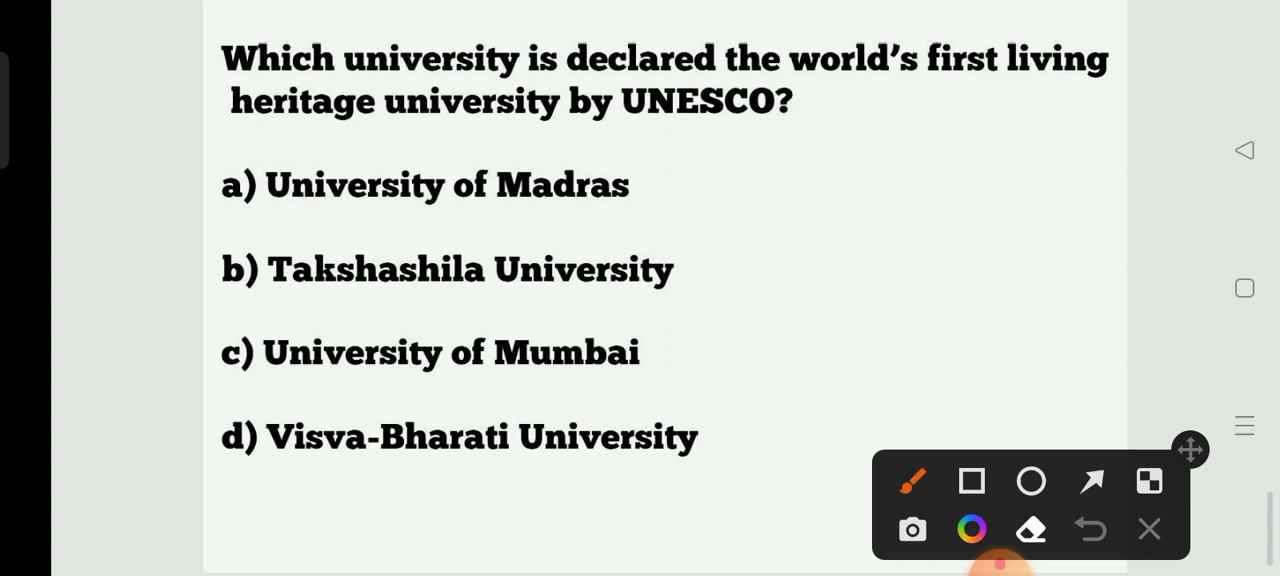 Which university is declared the world’s first living
heritage university by UNESCO?
a) University of Madras
b) Takshashila University
c) University of Mumbai
d) Visva-Bharati University